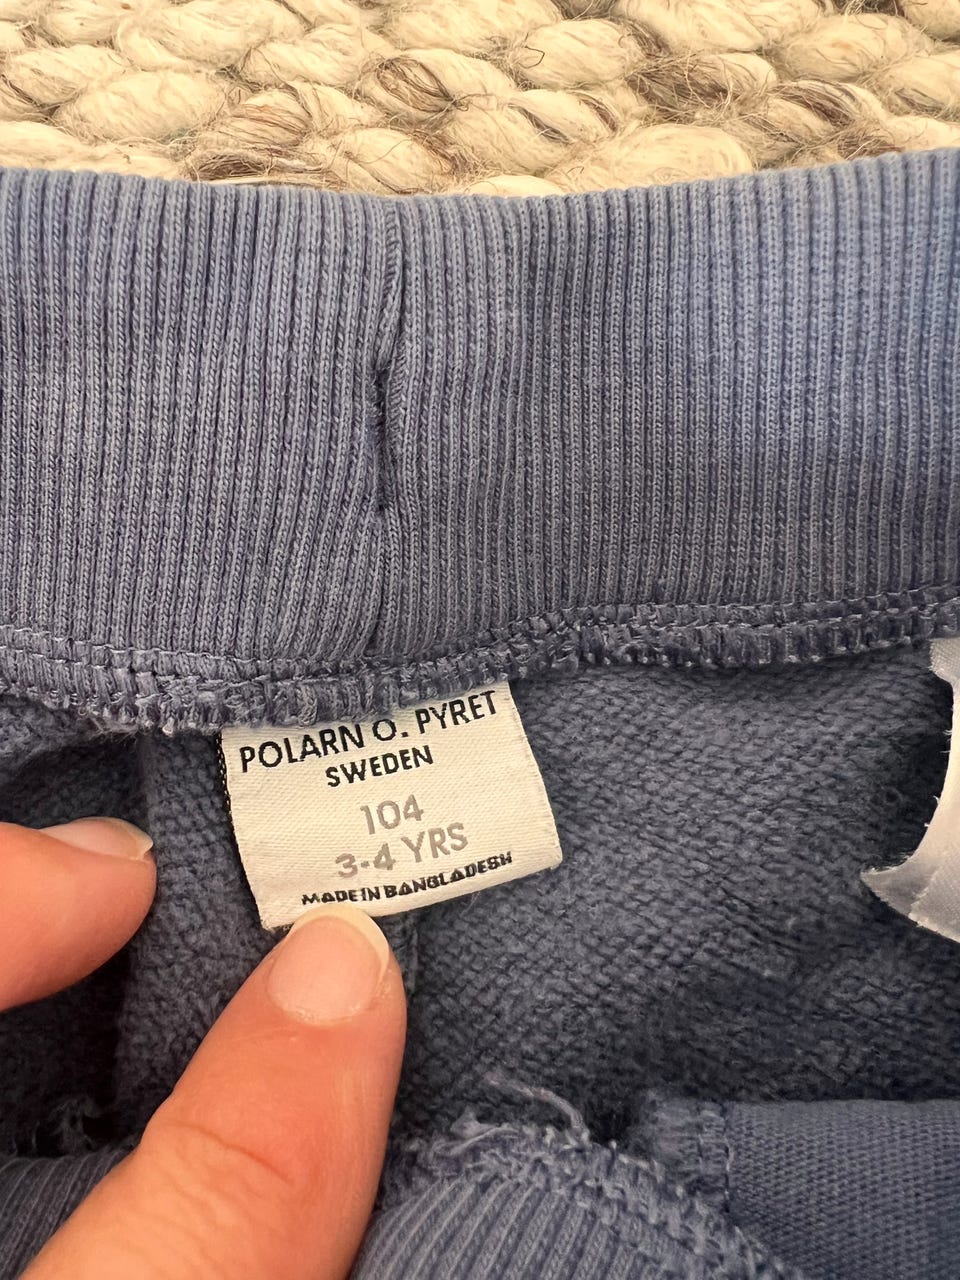 POLARN O. PYRET
SWEDEN
104
3-4 YRS
MADE IN BANGLADESH